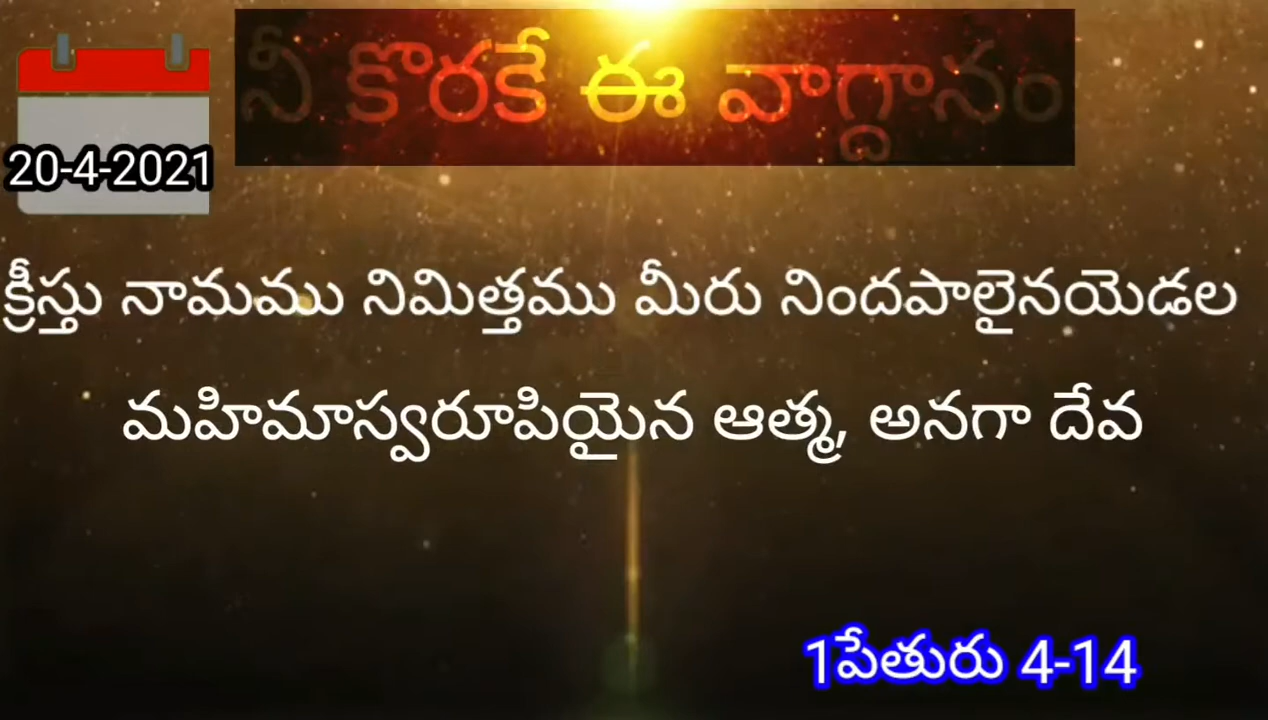 నీ కొరకే ఈ వాగ్దానం
20-4-2021
క్రీస్తు నామము నిమిత్తము మీరు నిందపాలైనయెడల
మహిమాస్వరూపియైన ఆత్మ, అనగా దేవ
1పేతురు 4-14